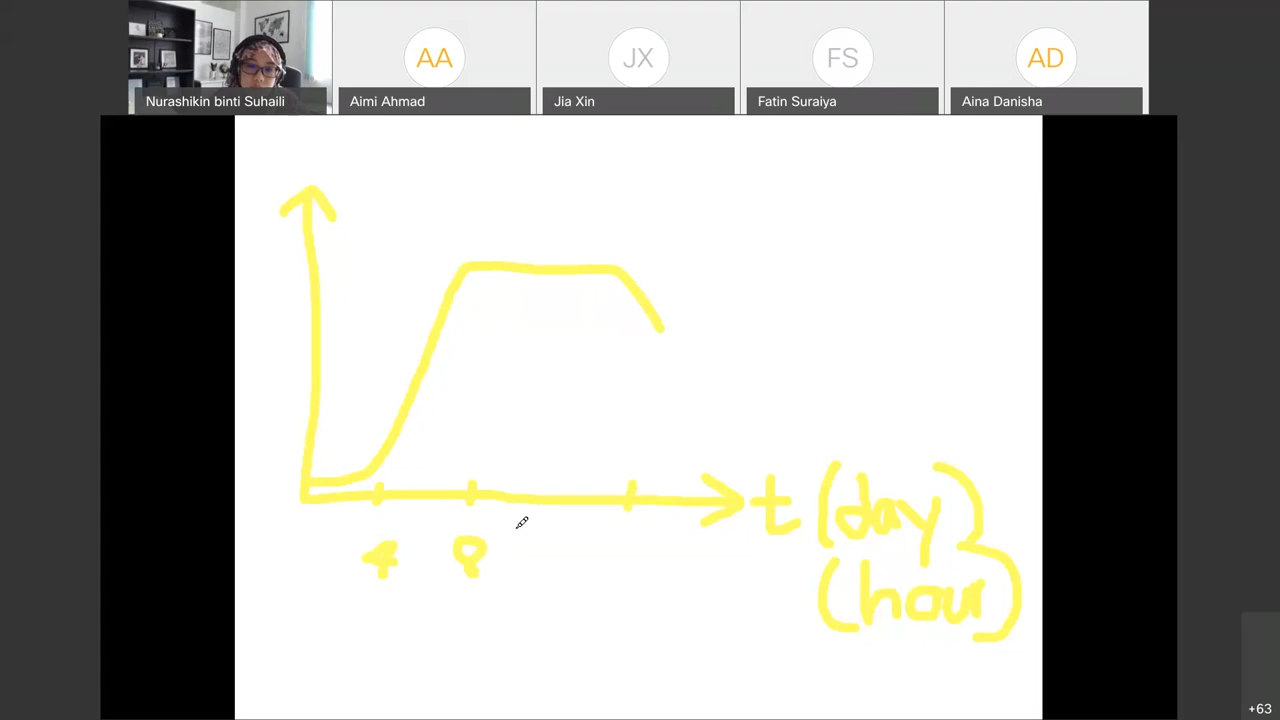 AA
JX
FS
AD
Nurashikin binti Suhaili
Aimi Ahmad
Jia Xin
Fatin Suraiya
Aina Danisha
t (day)
(hour)
4
8
+63